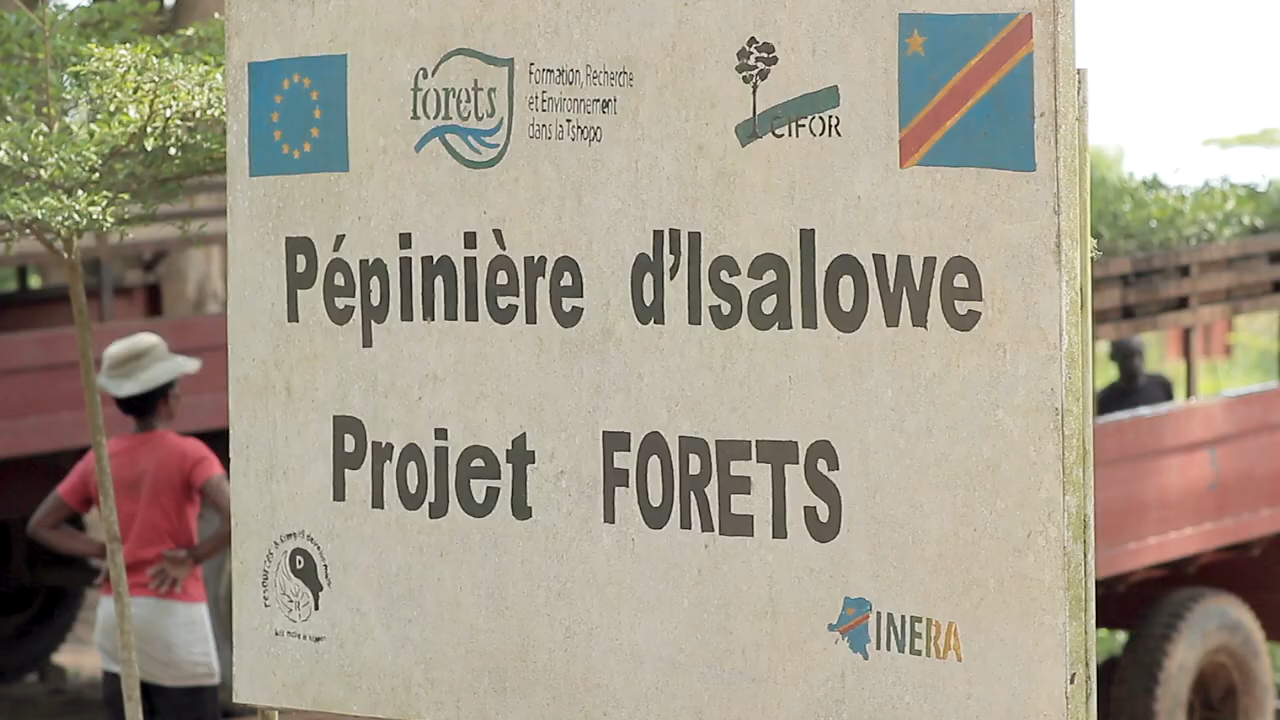 forets
Formation, Recherche
et Environnement
dans la Tshopo
CIFOR
Pépinière d'Isalowe
Projet FORETS
D
R
INERA